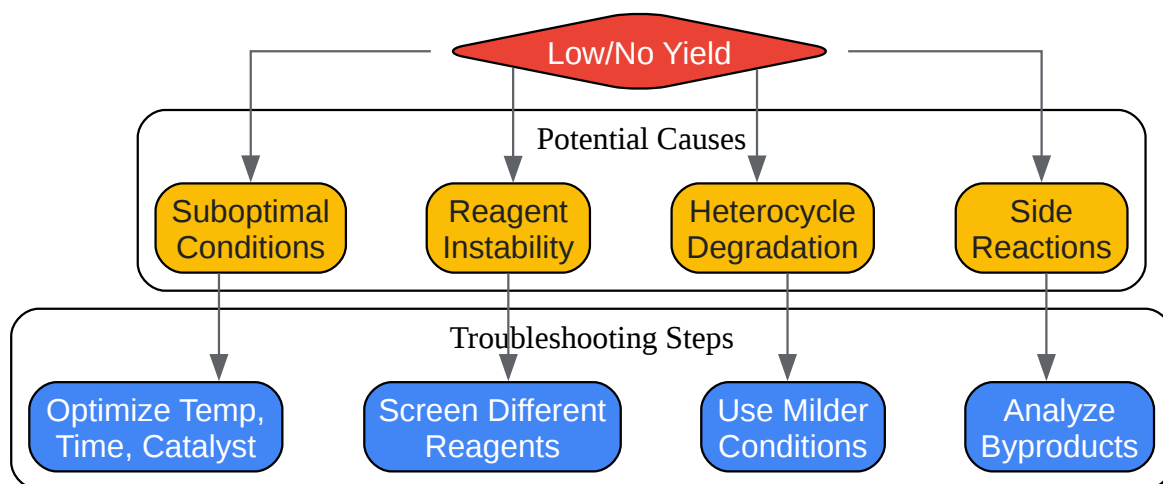 Low/No Yield
Potential Causes
Suboptimal
Conditions
Reagent
Instability
Heterocycle
Degradation
Side
Reactions
Troubleshooting Steps
Optimize Temp,
Time, Catalyst
Screen Different
Reagents
Use Milder
Conditions
Analyze
Byproducts